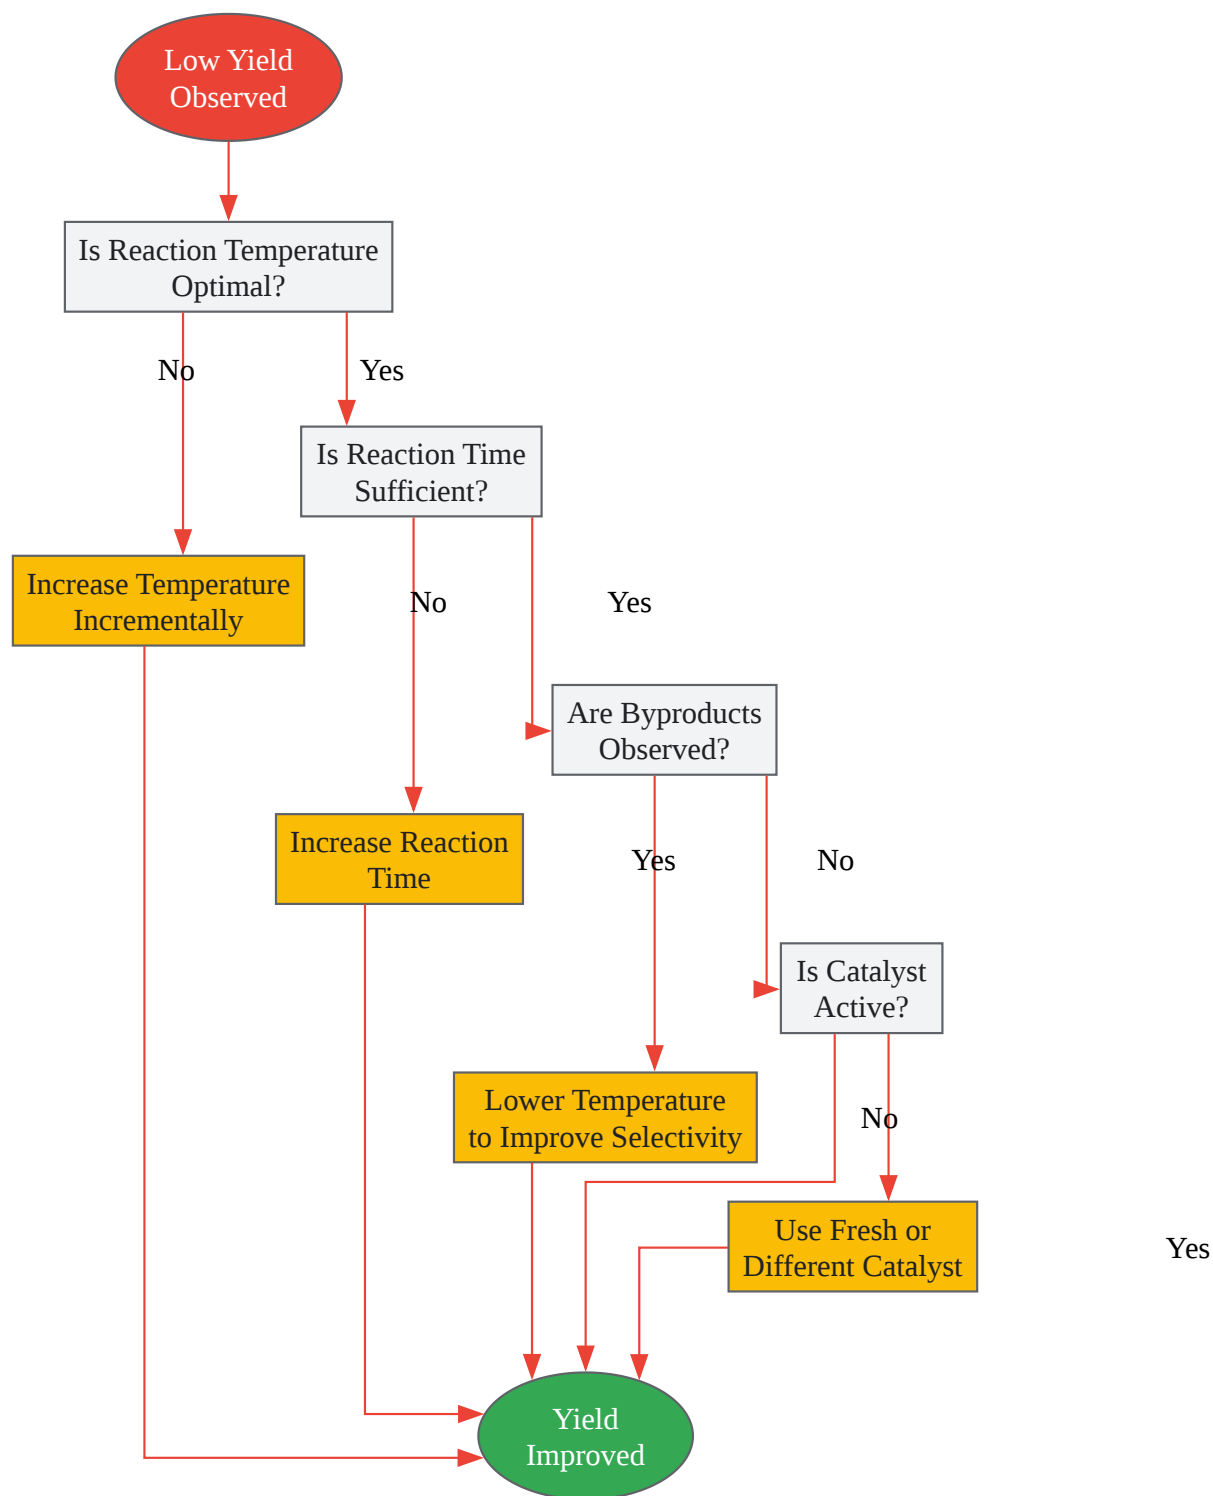 Low Yield
Observed
Is Reaction Temperature
Optimal?
No
Yes
Is Reaction Time
Sufficient?
Increase Temperature
Incrementally
No
Yes
Are Byproducts
Observed?
Increase Reaction
Time
Yes
No
Is Catalyst
Active?
Lower Temperature
to Improve Selectivity
No
Use Fresh or
Different Catalyst
Yes
Yield
Improved